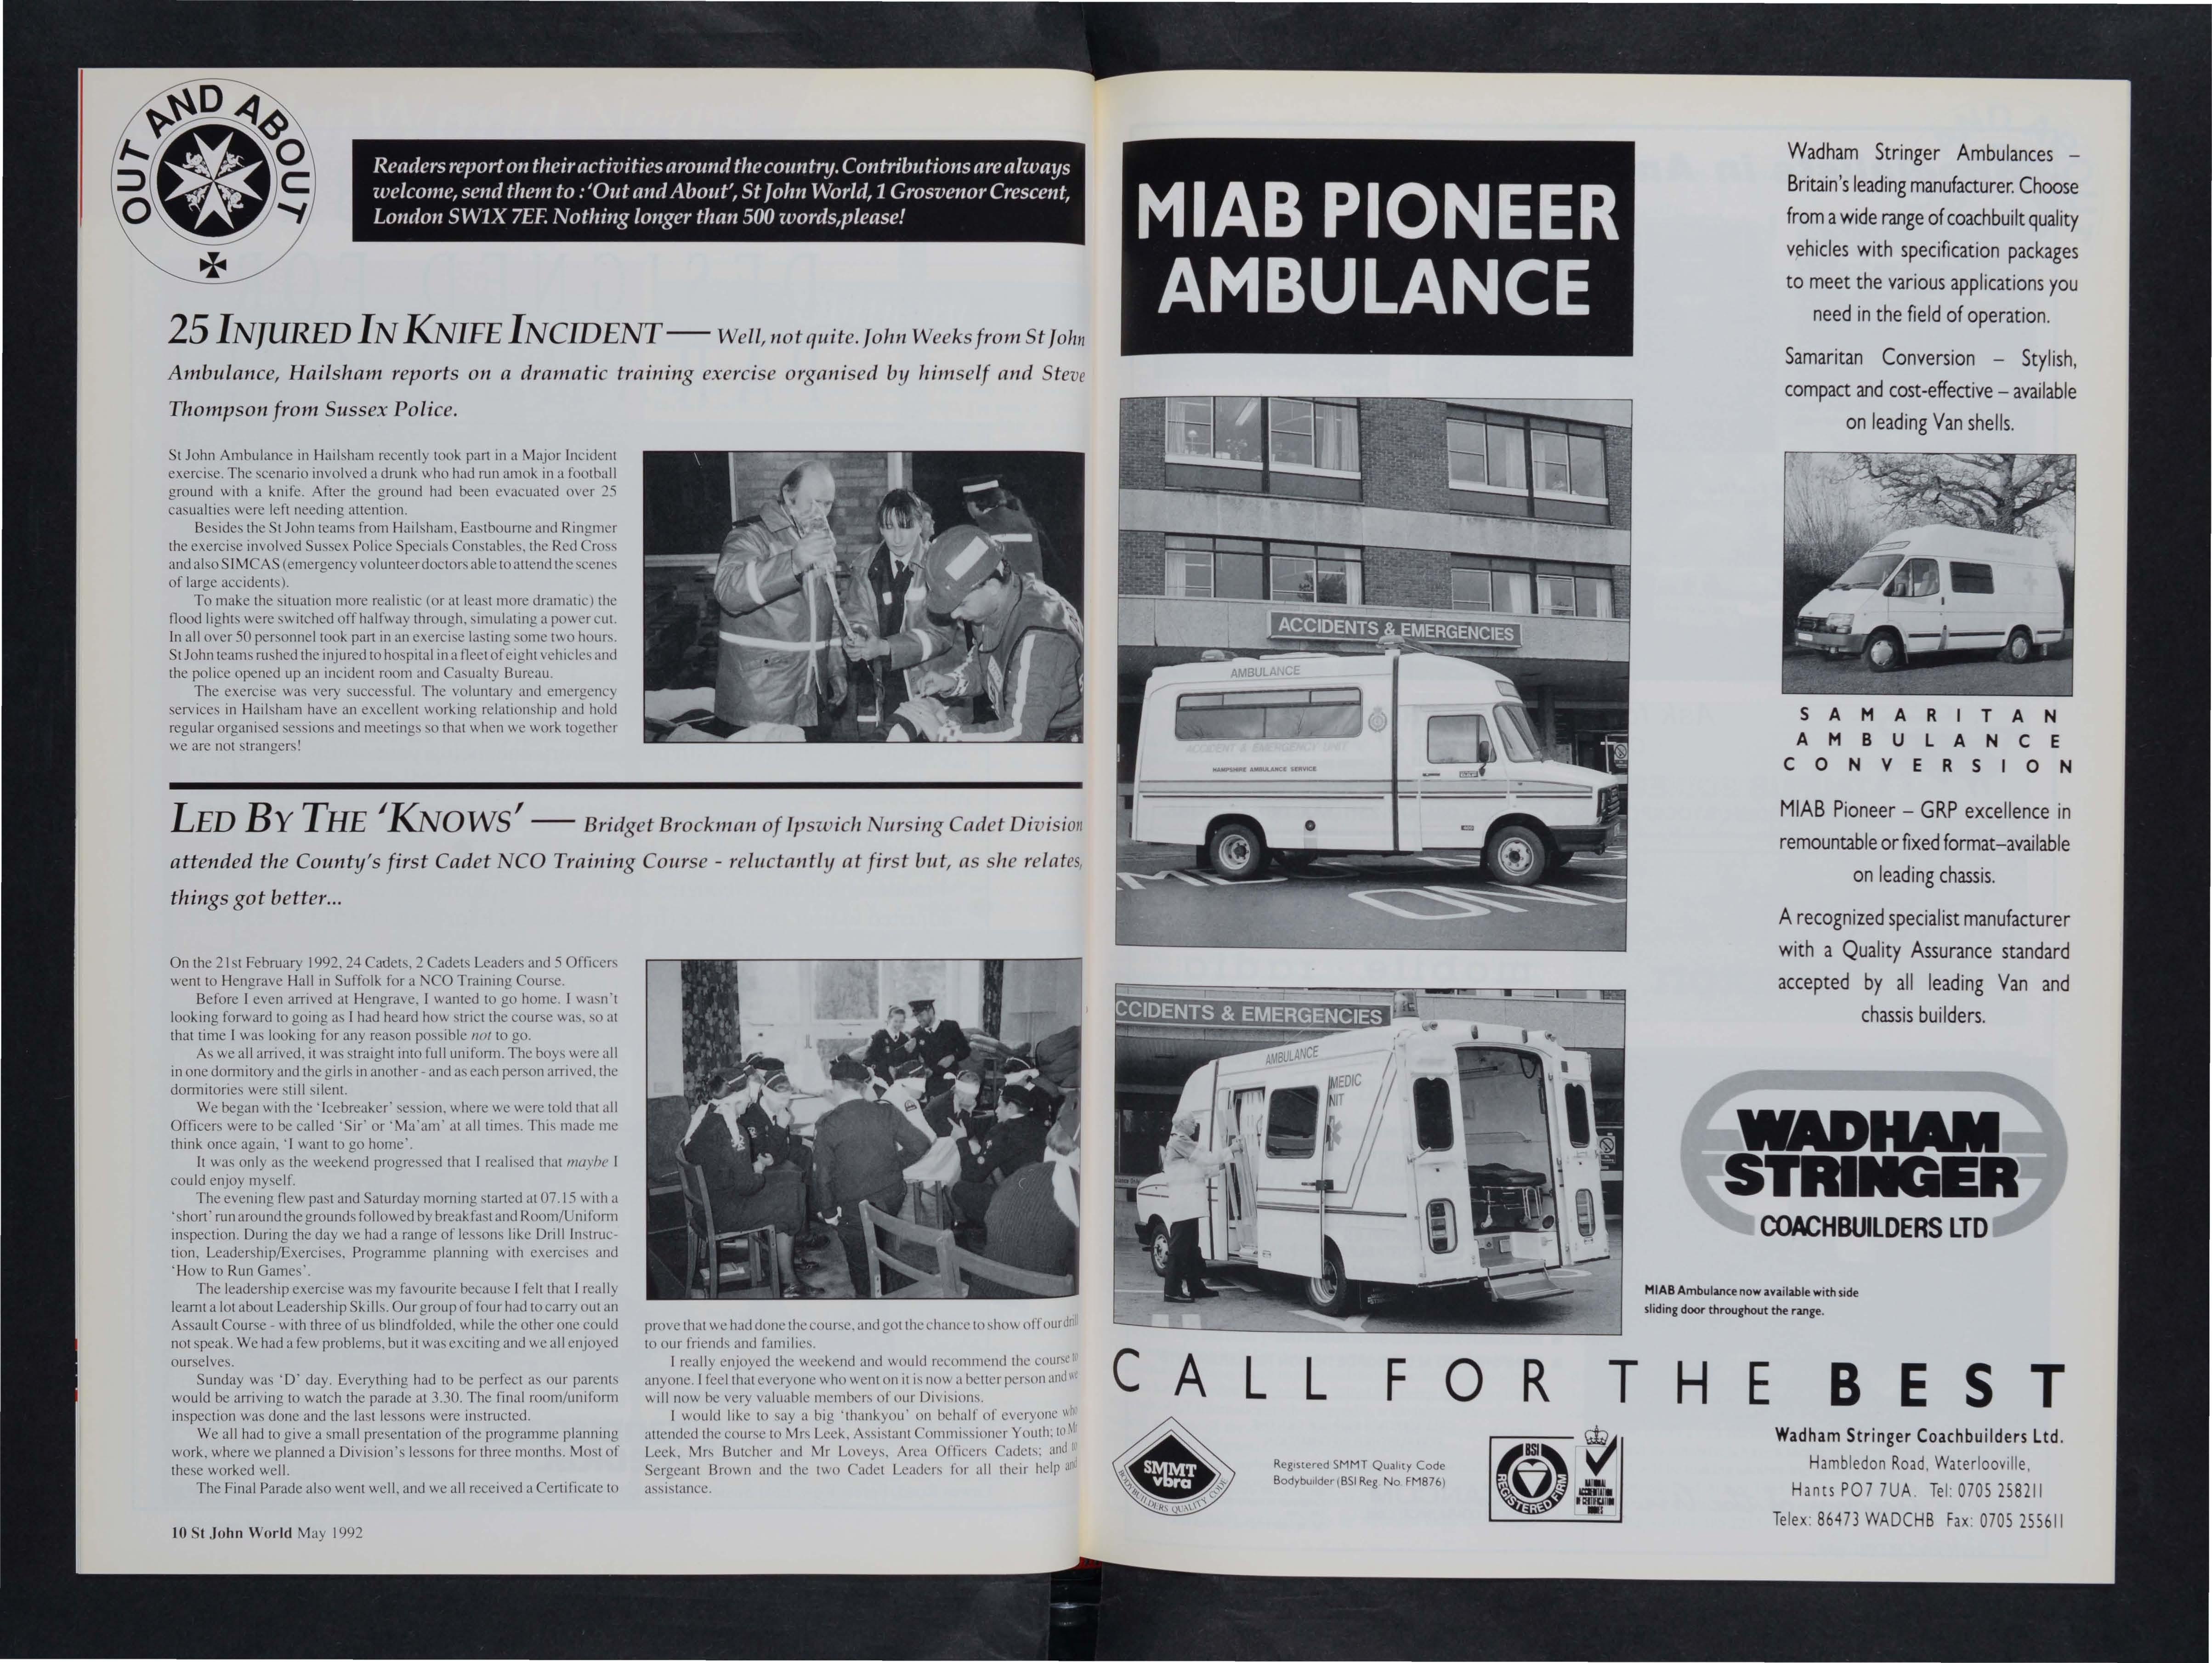 OUT AND ABOUT
Readers report on their activities around the country. Contributions are always
welcome, send them to : 'Out and About', St John World, 1 Grosvenor Crescent,
London SW1X 7EF. Nothing longer than 500 words,please!
25 INJURED IN KNIFE INCIDENT — Well, not quite. John Weeks from St John
Ambulance, Hailsham reports on a dramatic training exercise organised by himself and Steve
Thompson from Sussex Police.
St John Ambulance in Hailsham recently took part in a Major Incident
exercise. The scenario involved a drunk who had run amok in a football
ground with a knife. After the ground had been evacuated over 25
casualties were left needing attention.
Besides the St John teams from Hailsham, Eastbourne and Ringmer
the exercise involved Sussex Police Specials Constables, the Red Cross
and also SIMCAS (emergency volunteer doctors able to attend the scenes
of large accidents).
To make the situation more realistic (or at least more dramatic) the
flood lights were switched off halfway through, simulating a power cut.
In all over 50 personnel took part in an exercise lasting some two hours.
St John teams rushed the injured to hospital in a fleet of eight vehicles and
the police opened up an incident room and Casualty Bureau.
The exercise was very successful. The voluntary and emergency
services in Hailsham have an excellent working relationship and hold
regular organised sessions and meetings so that when we work together
we are not strangers!
LED BY THE 'KNOWS' — Bridget Brockman of Ipswich Nursing Cadet Division
attended the County's first Cadet NCO Training Course - reluctantly at first but, as she relates,
things got better...
On the 21st February 1992, 24 Cadets, 2 Cadets Leaders and 5 Officers
went to Hengrave Hall in Suffolk for a NCO Training Course.
Before I even arrived at Hengrave, I wanted to go home. I wasn't
looking forward to going as I had heard how strict the course was, so at
that time I was looking for any reason possible not to go.
As we all arrived, it was straight into full uniform. The boys were all
in one dormitory and the girls in another - and as each person arrived, the
dormitories were still silent.
We began with the 'Icebreaker' session, where we were told that all
Officers were to be called 'Sir' or 'Ma'am' at all times. This made me
think once again, 'I want to go home'.
It was only as the weekend progressed that I realised that maybe I
could enjoy myself.
The evening flew past and Saturday morning started at 07.15 with a
'short' run around the grounds followed by breakfast and Room/Uniform
inspection. During the day we had a range of lessons like Drill Instruc-
tion, Leadership/Exercises, Programme planning with exercises and
'How to Run Games'.
The leadership exercise was my favourite because I felt that I really
learnt a lot about Leadership Skills. Our group of four had to carry out an
Assault Course - with three of us blindfolded, while the other one could
not speak. We had a few problems, but it was exciting and we all enjoyed
ourselves.
Sunday was 'D' day. Everything had to be perfect as our parents
would be arriving to watch the parade at 3.30. The final room/uniform
inspection was done and the last lessons were instructed.
We all had to give a small presentation of the programme planning
work, where we planned a Division's lessons for three months. Most of
these worked well.
The Final Parade also went well, and we all received a Certificate to
prove that we had done the course, and got the chance to show off our drill
to our friends and families.
I really enjoyed the weekend and would recommend the course to
anyone. I feel that everyone who went on it is now a better person and we
will now be very valuable members of our Divisions.
I would like to say a big 'thankyou' on behalf of everyone who
attended the course to Mrs Leek, Assistant Commissioner Youth; to Mr
Leek, Mrs Butcher and Mr Loveys, Area Officers Cadets; and to
Sergeant Brown and the two Cadet Leaders for all their help and
assistance.
10 St John World May 1992
MIAB PIONEER
AMBULANCE
ACCIDENTS & EMERGENCIES
AMBULANCE
ACCIDENT & EMERGENCY UNIT
HAMPSHIRE AMBULANCE SERVICE
CCIDENTS & EMERGENCIES
AMBULANCE
MEDIC
NIT
Wadham Stringer Ambulances –
Britain's leading manufacturer. Choose
from a wide range of coachbuilt quality
vehicles with specification packages
to meet the various applications you
need in the field of operation.
Samaritan Conversion – Stylish,
compact and cost-effective – available
on leading Van shells.
SAMARITAN
AMBULANCE
CONVERSION
MIAB Pioneer – GRP excellence in
remountable or fixed format–available
on leading chassis.
A recognized specialist manufacturer
with a Quality Assurance standard
accepted by all leading Van and
chassis builders.
WADHAM
STRINGER
COACHBUILDERS LTD
MIAB Ambulance now available with side
sliding door throughout the range.
CALL FOR THE BEST
SMMT
vbra
BODYBUILDERS QUALITY CODE
Registered SMMT Quality Code
Bodybuilder (BSI Reg. No. FM876)
BSI
REGISTERED FIRM
NATIONAL
ACCREDITATION
OF CERTIFICATION
BODIES
Wadham Stringer Coachbuilders Ltd.
Hambledon Road, Waterlooville,
Hants PO7 7UA. Tel: 0705 258211
Telex: 86473 WADCHB Fax: 0705 255611